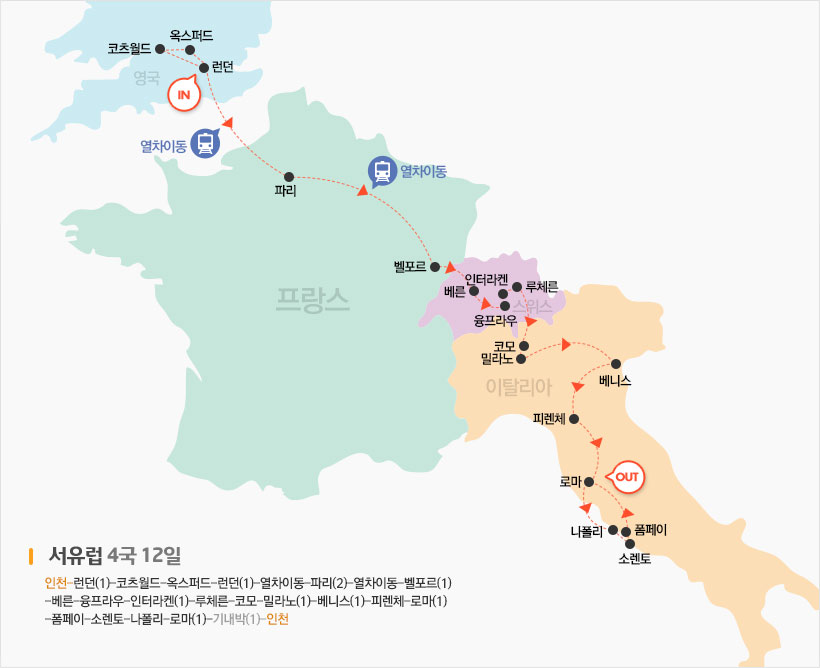 옥스퍼드
코츠월드
런던
영국
IN
열차이동
열차이동
파리
벨포르
인터라켄
루체른
베른
스위스
융프라우
프랑스
코모
밀라노
베니스
이탈리아
피렌체
OUT
로마
나폴리
폼페이
소렌토
서유럽 4국 12일
인천–런던(1)–코츠월드–옥스퍼드–런던(1)–열차이동–파리(2)–열차이동–벨포르(1)
–베른–융프라우–인터라켄(1)–루체른–코모–밀라노(1)–베니스(1)–피렌체–로마(1)
–폼페이–소렌토–나폴리–로마(1)–기내박(1)–인천